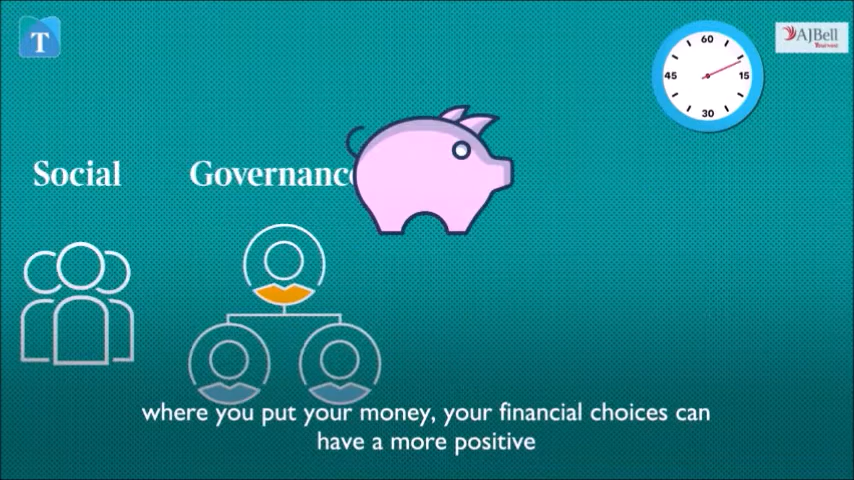 T
60
15
30
45
AJBell
Youinvest
Social
Governance
where you put your money, your financial choices can
have a more positive